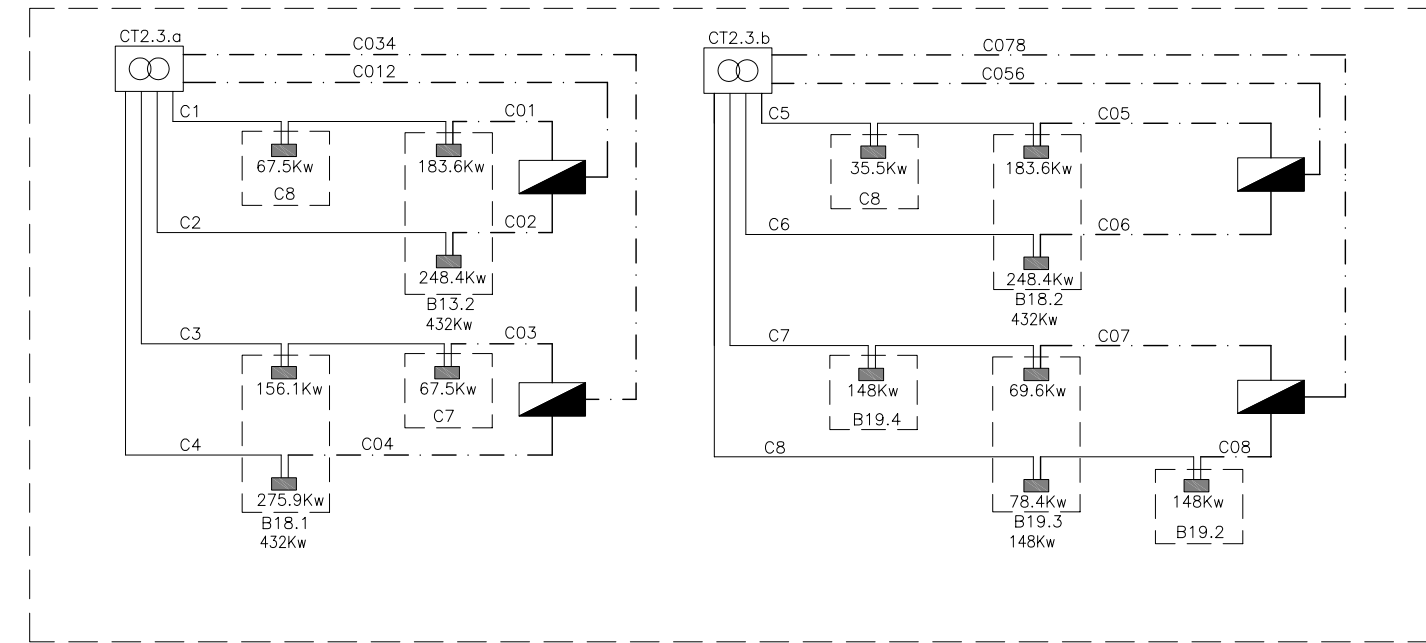 CT2.3.a
C034
C012
C1
C01
67.5Kw
C8
183.6Kw
C2
C02
248.4Kw
B13.2
432Kw
C3
C03
156.1Kw
67.5Kw
C7
C4
C04
275.9Kw
B18.1
432Kw
CT2.3.b
C078
C056
C5
C05
35.5Kw
C8
183.6Kw
C6
C06
248.4Kw
B18.2
432Kw
C7
C07
148Kw
B19.4
69.6Kw
C8
C08
78.4Kw
B19.3
148Kw
148Kw
B19.2